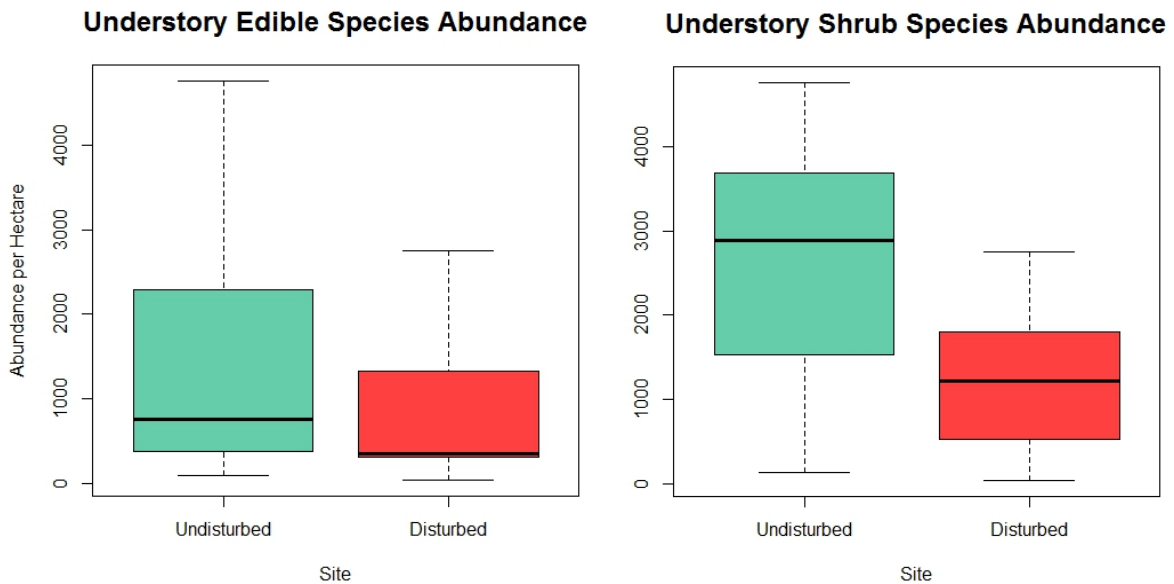 Understory Edible Species Abundance
Abundance per Hectare
4000
3000
2000
1000
0
Undisturbed
Disturbed
Site
Understory Shrub Species Abundance
4000
3000
2000
1000
0
Undisturbed
Disturbed
Site